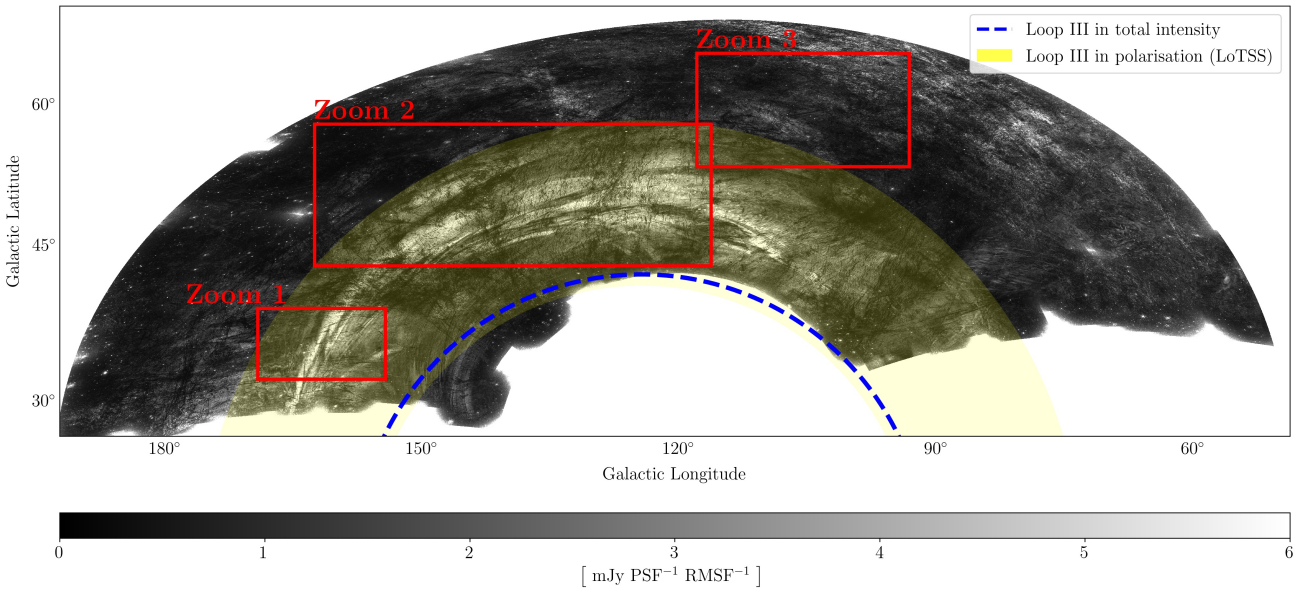 Loop III in total intensity
Loop III in polarisation (LoTSS)
Zoom 3
Zoom 2
Zoom 1
60°
45°
30°
Galactic Latitude
180°
150°
120°
90°
60°
Galactic Longitude
0
1
2
3
4
5
6
[ mJy PSF⁻¹ RMSF⁻¹ ]